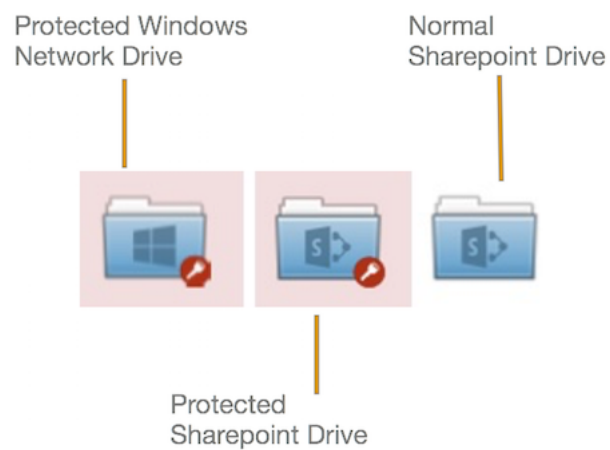 Protected Windows
Network Drive
Normal
Sharepoint Drive
S
S
Protected
Sharepoint Drive